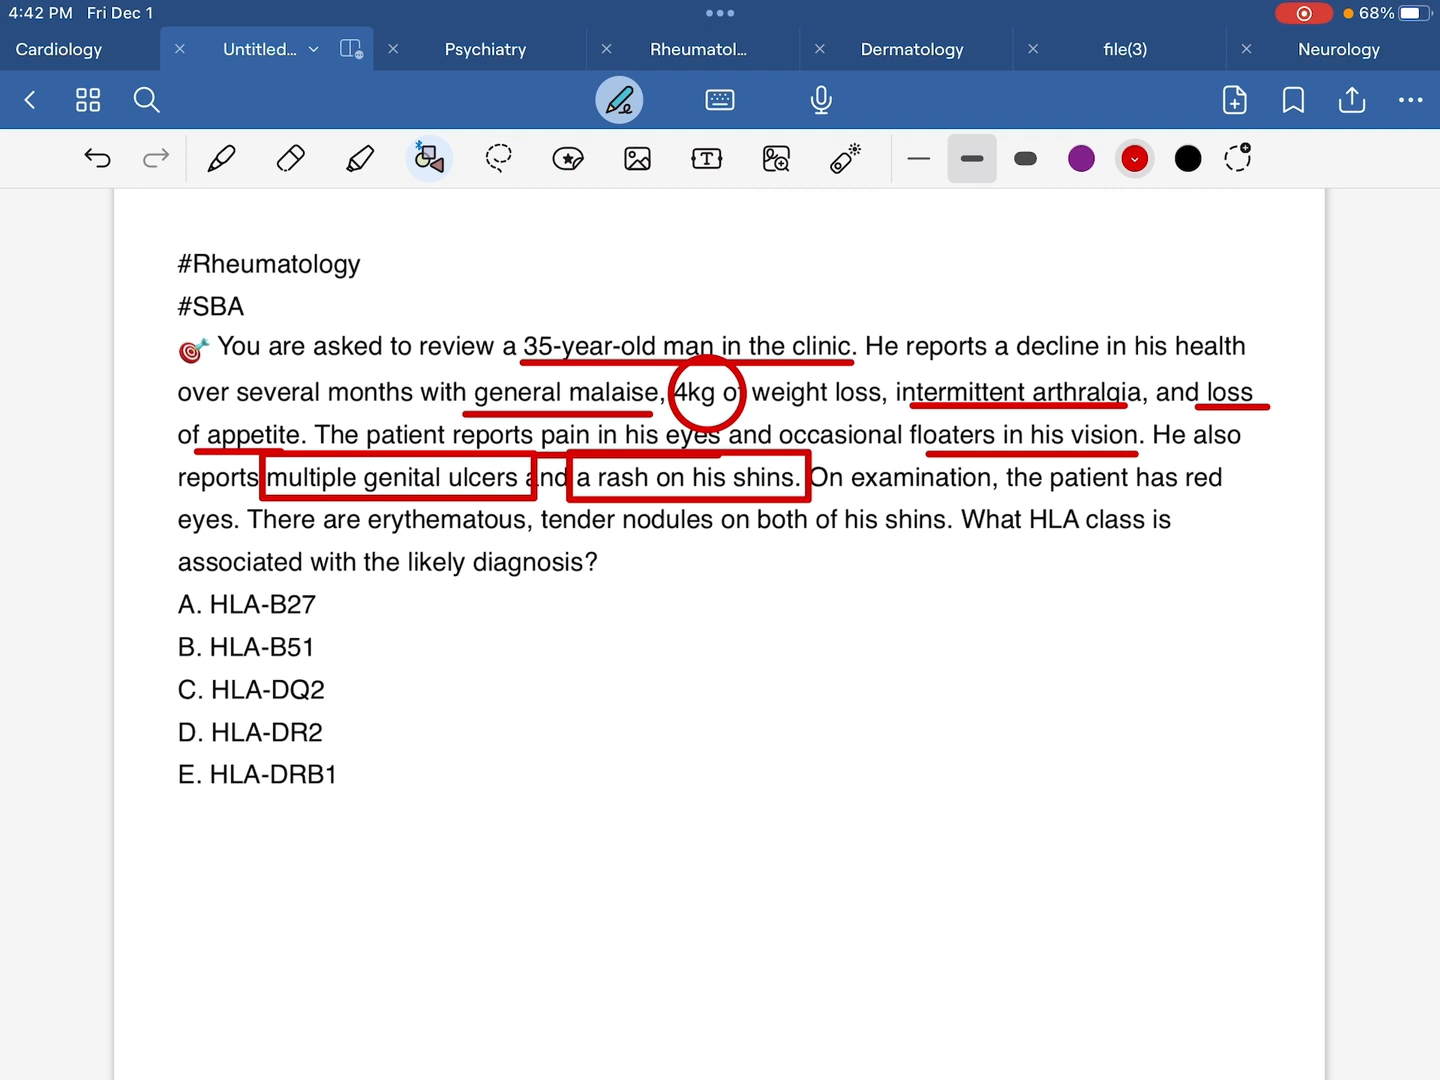 4:42 PM Fri Dec 1
68%
Cardiology
Untitled...
Psychiatry
Rheumatol...
Dermatology
file(3)
Neurology
#Rheumatology
#SBA
🎯 You are asked to review a 35-year-old man in the clinic. He reports a decline in his health
over several months with general malaise, 4kg of weight loss, intermittent arthralgia, and loss
of appetite. The patient reports pain in his eyes and occasional floaters in his vision. He also
reports multiple genital ulcers and a rash on his shins. On examination, the patient has red
eyes. There are erythematous, tender nodules on both of his shins. What HLA class is
associated with the likely diagnosis?
A. HLA-B27
B. HLA-B51
C. HLA-DQ2
D. HLA-DR2
E. HLA-DRB1